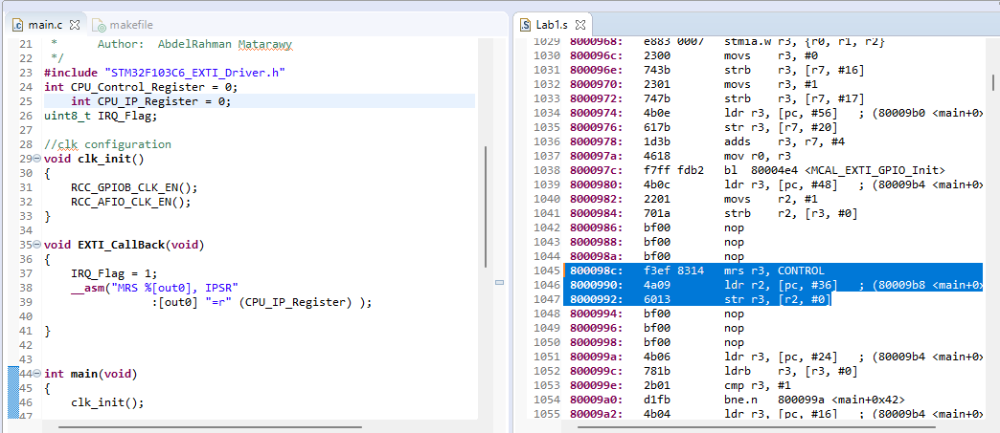 main.c
makefile
21 * Author: AbdelRahman Matarawy
22 */
23 #include "STM32F103C6_EXTI_Driver.h"
24 int CPU_Control_Register = 0;
25 int CPU_IP_Register = 0;
26 uint8_t IRQ_Flag;
27
28 //clk configuration
29 void clk_init()
30 {
31 RCC_GPIOB_CLK_EN();
32 RCC_AFIO_CLK_EN();
33 }
34
35 void EXTI_CallBack(void)
36 {
37 IRQ_Flag = 1;
38 __asm("MRS %[out0], IPSR"
39 :[out0] "=r" (CPU_IP_Register) );
40
41 }
42
43
44 int main(void)
45 {
46 clk_init();
47
Lab1.s
1029 8000968: e883 0007 stmia.w r3, {r0, r1, r2}
1030 800096c: 2300 movs r3, #0
1031 800096e: 743b strb r3, [r7, #16]
1032 8000970: 2301 movs r3, #1
1033 8000972: 747b strb r3, [r7, #17]
1034 8000974: 4b0e ldr r3, [pc, #56] ; (80009b0 <main+0x
1035 8000976: 617b str r3, [r7, #20]
1036 8000978: 1d3b adds r3, r7, #4
1037 800097a: 4618 mov r0, r3
1038 800097c: f7ff fdb2 bl 80004e4 <MCAL_EXTI_GPIO_Init>
1039 8000980: 4b0c ldr r3, [pc, #48] ; (80009b4 <main+0x
1040 8000982: 2201 movs r2, #1
1041 8000984: 701a strb r2, [r3, #0]
1042 8000986: bf00 nop
1043 8000988: bf00 nop
1044 800098a: bf00 nop
1045 800098c: f3ef 8314 mrs r3, CONTROL
1046 8000990: 4a09 ldr r2, [pc, #36] ; (80009b8 <main+0x
1047 8000992: 6013 str r3, [r2, #0]
1048 8000994: bf00 nop
1049 8000996: bf00 nop
1050 8000998: bf00 nop
1051 800099a: 4b06 ldr r3, [pc, #24] ; (80009b4 <main+0x
1052 800099c: 781b ldrb r3, [r3, #0]
1053 800099e: 2b01 cmp r3, #1
1054 80009a0: d1fb bne.n 800099a <main+0x42>
1055 80009a2: 4b04 ldr r3, [pc, #16] ; (80009b4 <main+0x